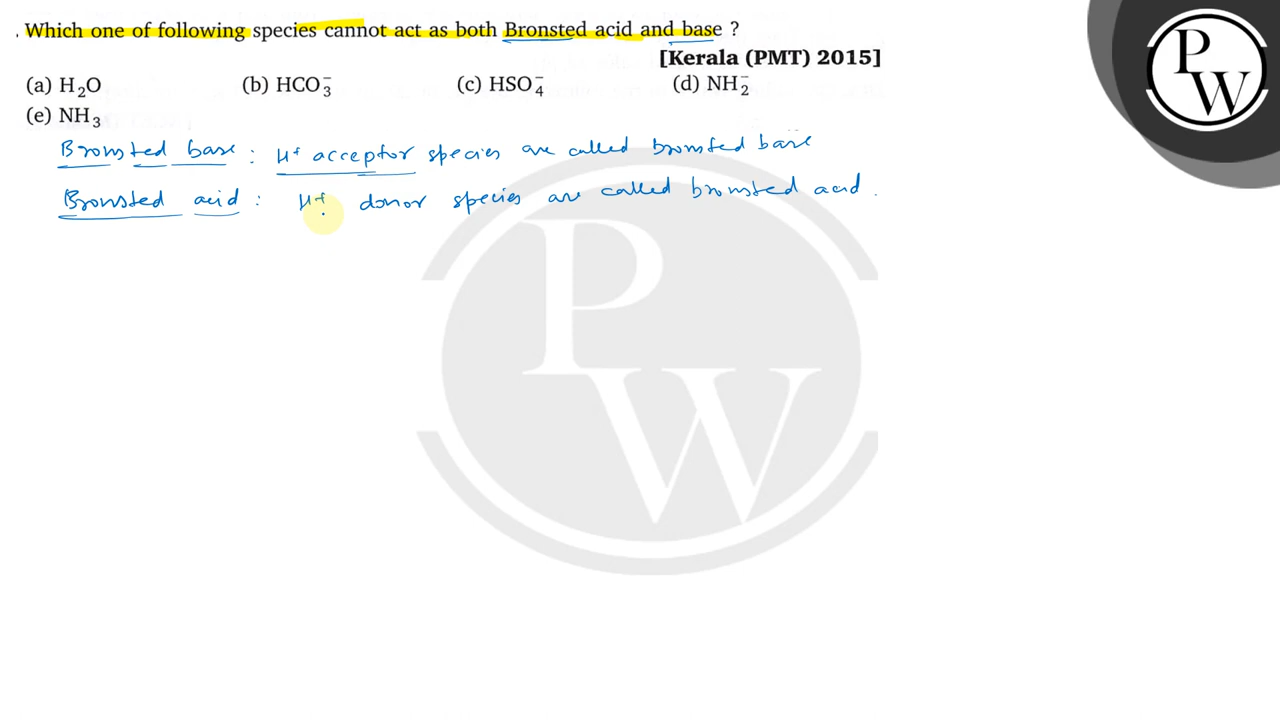 . Which one of following species cannot act as both Bronsted acid and base ?
[Kerala (PMT) 2015]
(a) H₂O (b) HCO₃⁻ (c) HSO₄⁻ (d) NH₂⁻
(e) NH₃
Bronsted base : H⁺ acceptor species are called bronsted base
Bronsted acid : H⁺ donor species are called bronsted acid .
P
W
P
W